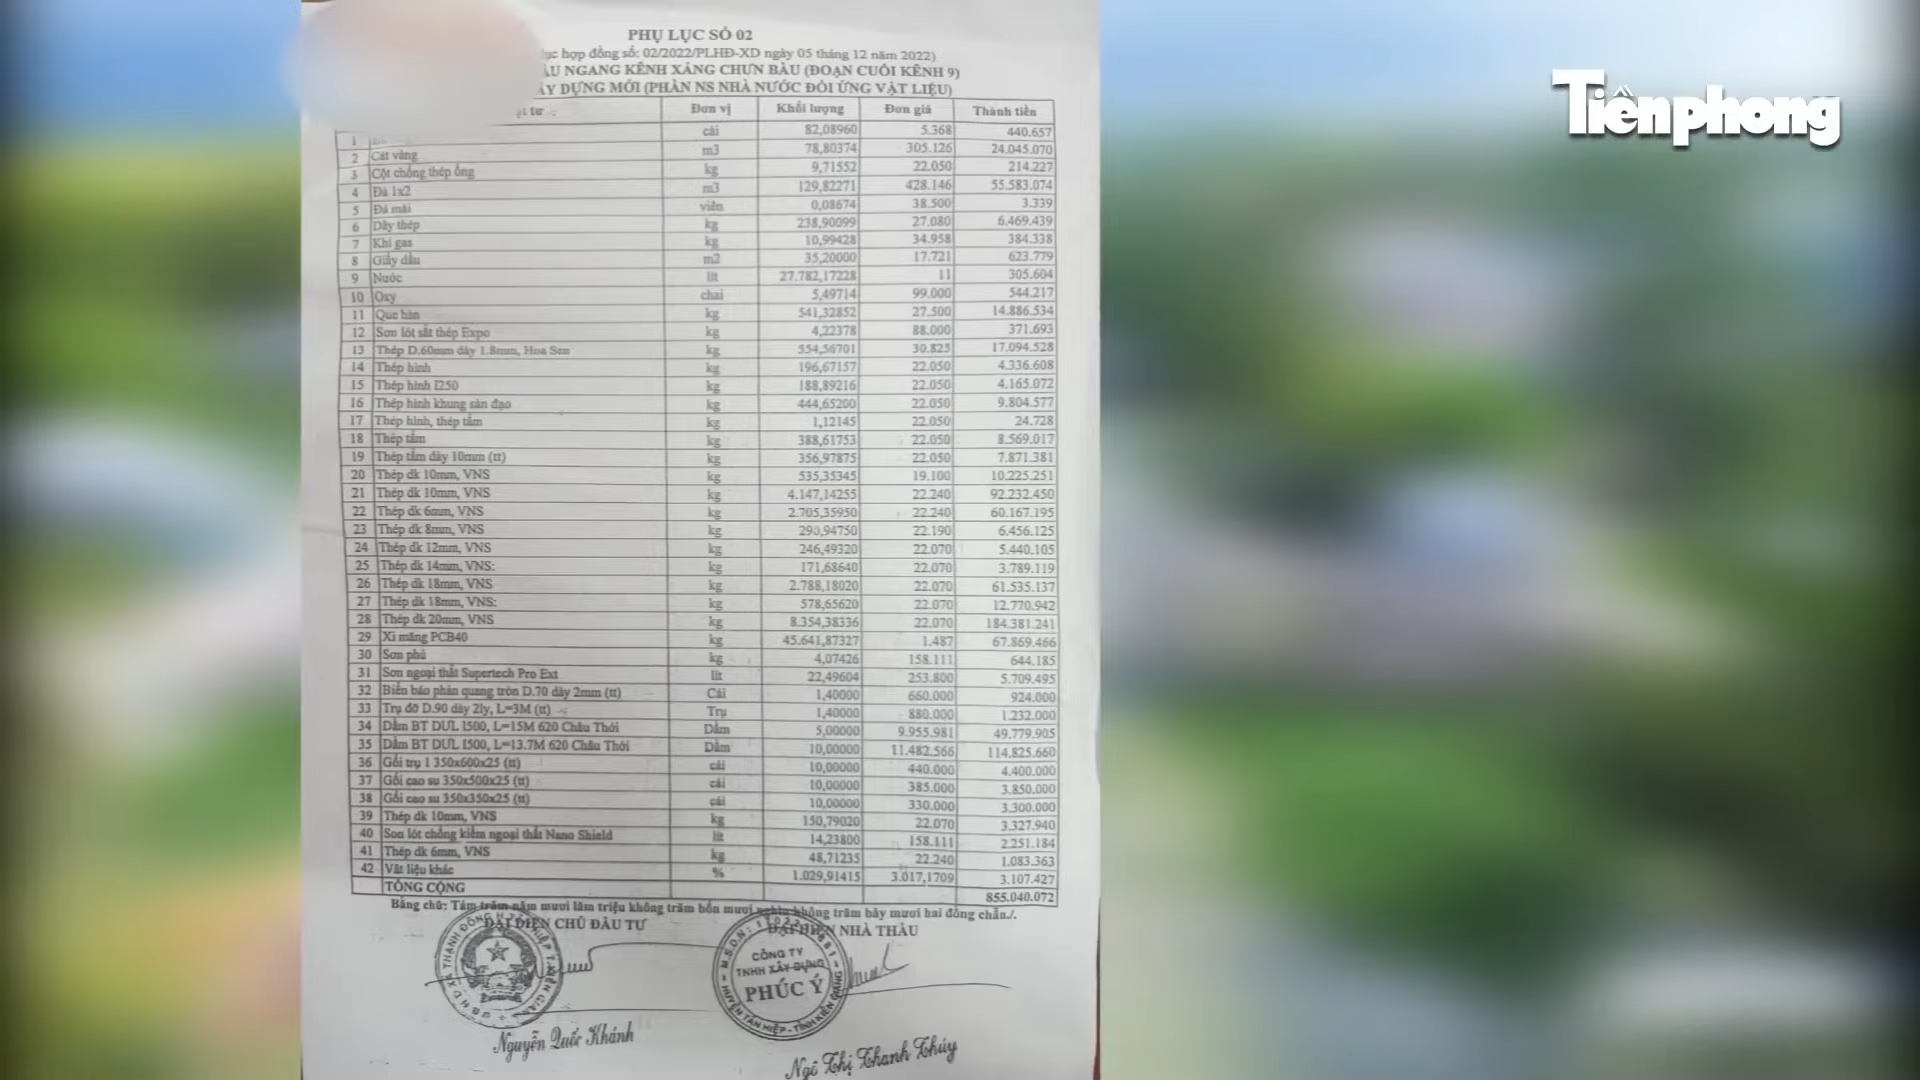 PHỤ LỤC SỐ 02
ục hợp đồng số: 02/2022/PLHĐ-XD ngày 05 tháng 12 năm 2022)
ẦU NGANG KÊNH XÁNG CHƯN BÀU (ĐOẠN CUỐI KÊNH 9)
ÂY DỰNG MỚI (PHẦN NS NHÀ NƯỚC ĐỐI ỨNG VẬT LIỆU)
Tiền phong
ật tư Đơn vị Khối lượng Đơn giá Thành tiền
1 cái 82,08960 5.368 440.657
2 Cát vàng m3 78,80374 305.126 24.045.070
3 Cột chống thép ống kg 9,71552 22.050 214.227
4 Đá 1x2 m3 129,82271 428.146 55.583.074
5 Đá mài viên 0,08674 38.500 3.339
6 Dây thép kg 238,90099 27.080 6.469.439
7 Khí gas kg 10,99428 34.958 384.338
8 Giấy dầu m2 35,20000 17.721 623.779
9 Nước lít 27.782,17228 11 305.604
10 Oxy chai 5,49714 99.000 544.217
11 Que hàn kg 541,32852 27.500 14.886.534
12 Sơn lót sắt thép Expo kg 4,22378 88.000 371.693
13 Thép D.60mm dày 1.8mm, Hoa Sen kg 554,56701 30.825 17.094.528
14 Thép hình kg 196,67157 22.050 4.336.608
15 Thép hình I250 kg 188,89216 22.050 4.165.072
16 Thép hình khung sàn đạo kg 444,65200 22.050 9.804.577
17 Thép hình, thép tấm kg 1,12145 22.050 24.728
18 Thép tấm kg 388,61753 22.050 8.569.017
19 Thép tấm dày 10mm (tt) kg 356,97875 22.050 7.871.381
20 Thép dk 10mm, VNS kg 535,35345 19.100 10.225.251
21 Thép dk 10mm, VNS kg 4.147,14255 22.240 92.232.450
22 Thép dk 6mm, VNS kg 2.705,35950 22.240 60.167.195
23 Thép dk 8mm, VNS kg 290,94750 22.190 6.456.125
24 Thép dk 12mm, VNS kg 246,49320 22.070 5.440.105
25 Thép dk 14mm, VNS: kg 171,68640 22.070 3.789.119
26 Thép dk 18mm, VNS kg 2.788,18020 22.070 61.535.137
27 Thép dk 18mm, VNS: kg 578,65620 22.070 12.770.942
28 Thép dk 20mm, VNS kg 8.354,38336 22.070 184.381.241
29 Xi măng PCB40 kg 45.641,87327 1.487 67.869.466
30 Sơn phủ kg 4,07426 158.111 644.185
31 Sơn ngoại thất Supertech Pro Ext lít 22,49604 253.800 5.709.495
32 Biển báo phản quang tròn D.70 dày 2mm (tt) Cái 1,40000 660.000 924.000
33 Trụ đỡ D.90 dày 2ly, L=3M (tt) Trụ 1,40000 880.000 1.232.000
34 Dầm BT DUL I500, L=15M 620 Châu Thới Dầm 5,00000 9.955.981 49.779.905
35 Dầm BT DUL I500, L=13.7M 620 Châu Thới Dầm 10,00000 11.482.566 114.825.660
36 Gối trụ 1 350x600x25 (tt) cái 10,00000 440.000 4.400.000
37 Gối cao su 350x500x25 (tt) cái 10,00000 385.000 3.850.000
38 Gối cao su 350x350x25 (tt) cái 10,00000 330.000 3.300.000
39 Thép dk 10mm, VNS kg 150,79020 22.070 3.327.940
40 Sơn lót chống kiềm ngoại thất Nano Shield lít 14,23800 158.111 2.251.184
41 Thép dk 6mm, VNS kg 48,71235 22.240 1.083.363
42 Vật liệu khác % 1.029,91415 3.017,1709 3.107.427
TỔNG CỘNG 855.040.072
Bằng chữ: Tám trăm năm mươi lăm triệu không trăm bốn mươi nghìn không trăm bảy mươi hai đồng chẵn./.
ĐẠI DIỆN CHỦ ĐẦU TƯ
ĐẠI DIỆN NHÀ THẦU
CÔNG TY
TNHH XÂY DỰNG
PHÚC Ý
HUYỆN TÂN HIỆP - TỈNH KIÊN GIANG
Nguyễn Quốc Khánh
Ngô Thị Thanh Thúy